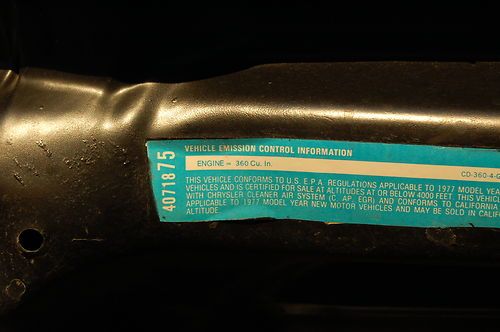 4071875
VEHICLE EMISSION CONTROL INFORMATION
ENGINE = 360 Cu. In.
CD-360-4-
THIS VEHICLE CONFORMS TO U.S. E.P.A. REGULATIONS APPLICABLE TO 1977 MODEL YEA
VEHICLES AND IS CERTIFIED FOR SALE AT ALTITUDES AT OR BELOW 4000 FEET. THIS VEHICL
WITH CHRYSLER CLEANER AIR SYSTEM (C. AP, EGR) AND CONFORMS TO CALIFORNIA
APPLICABLE TO 1977 MODEL YEAR NEW MOTOR VEHICLES AND MAY BE SOLD IN CALIF
ALTITUDE.